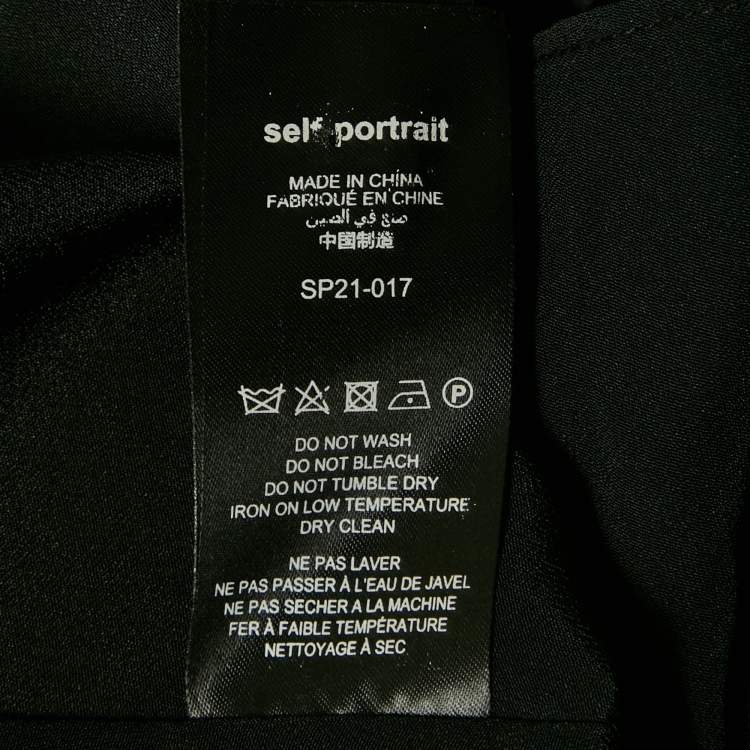 self portrait
MADE IN CHINA
FABRIQUÉ EN CHINE
صنع في الصين
中国制造
SP21-017
P
DO NOT WASH
DO NOT BLEACH
DO NOT TUMBLE DRY
IRON ON LOW TEMPERATURE
DRY CLEAN
NE PAS LAVER
NE PAS PASSER À L'EAU DE JAVEL
NE PAS SECHER A LA MACHINE
FER À FAIBLE TEMPÉRATURE
NETTOYAGE À SEC